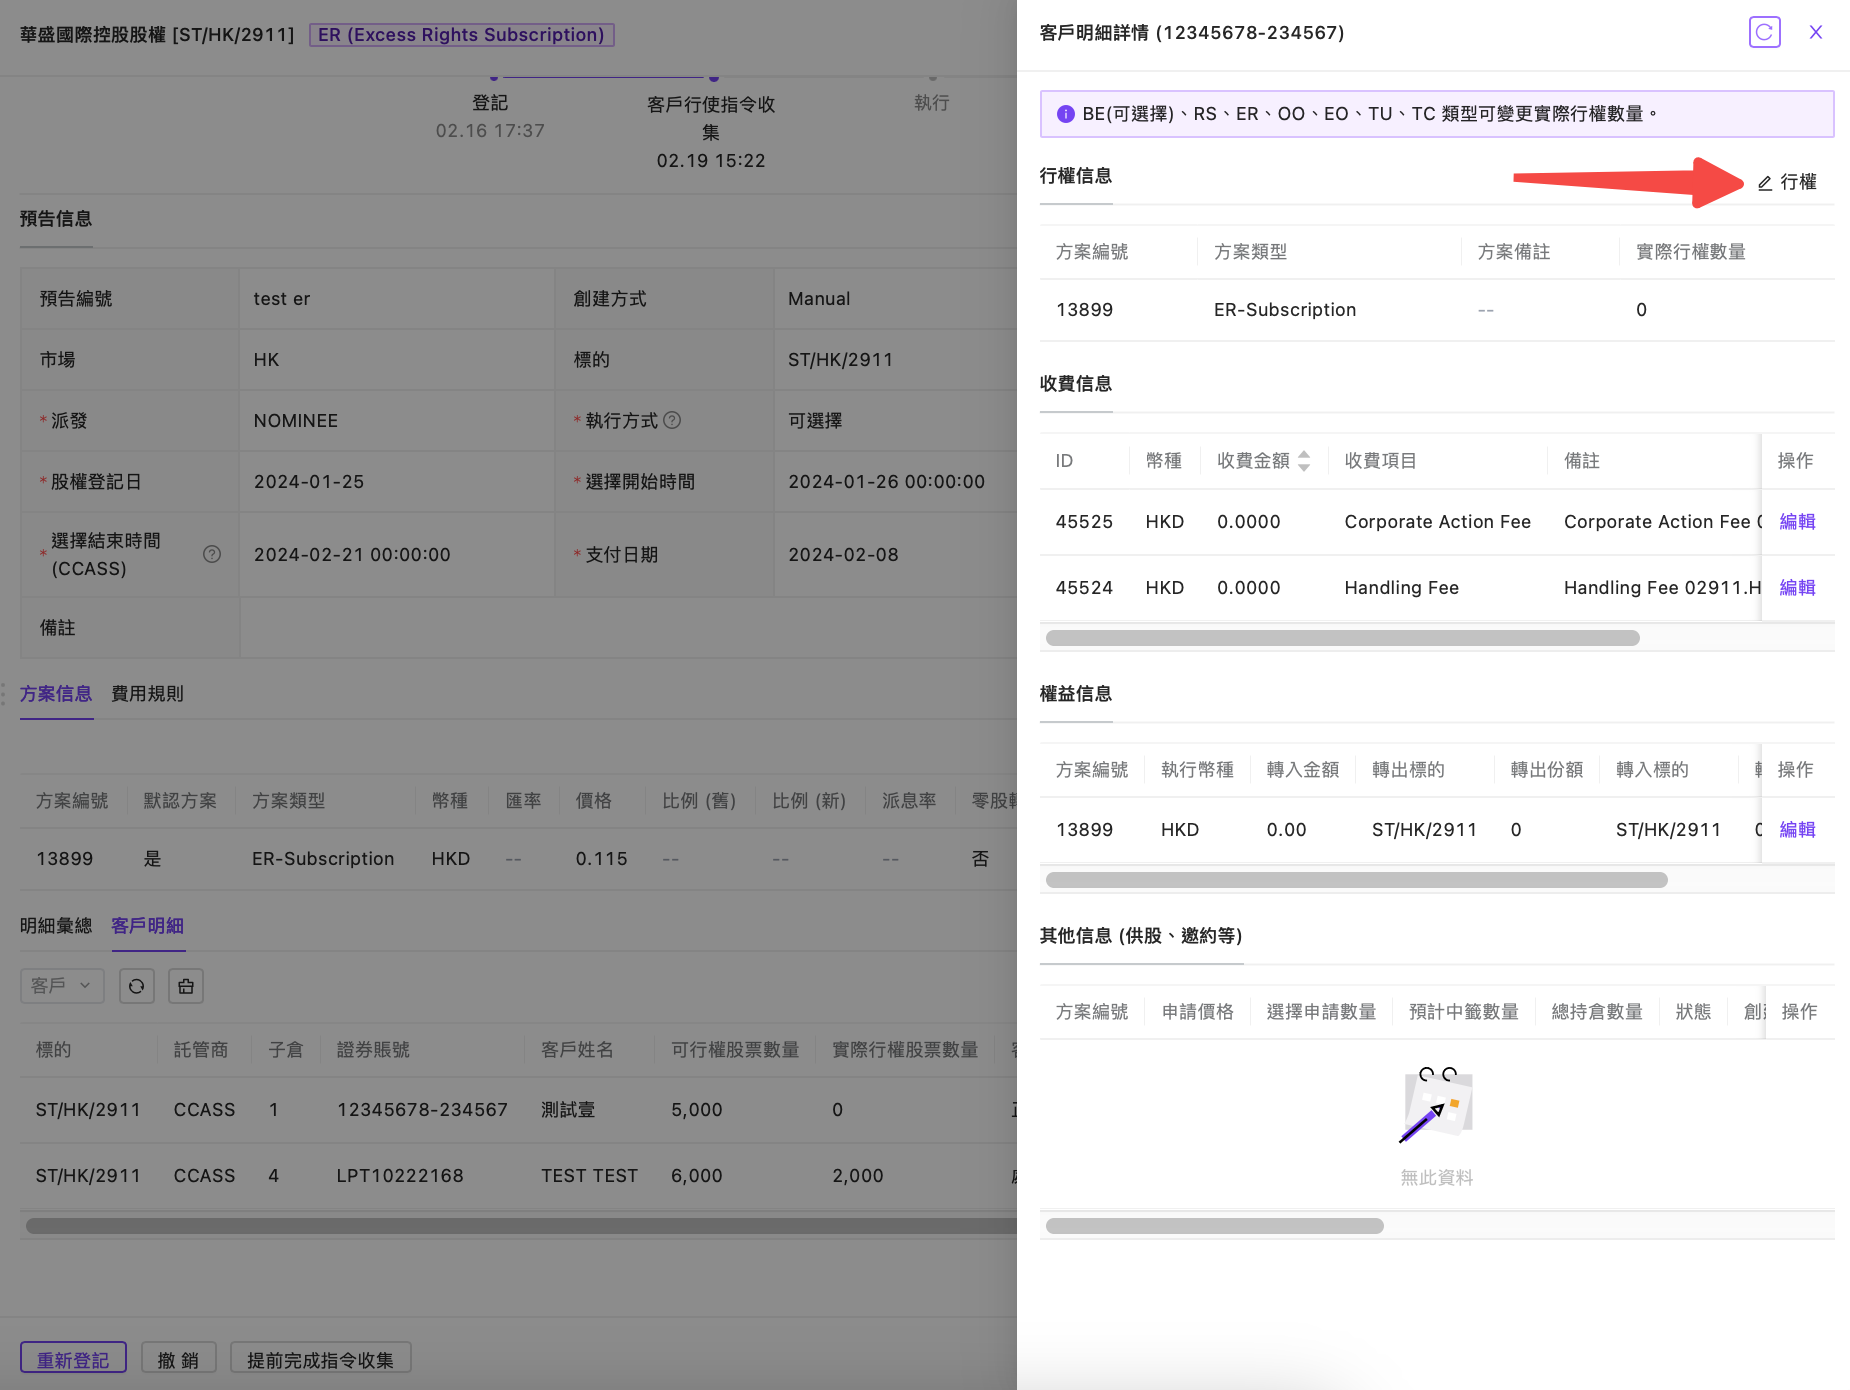 華盛國際控股股權 [ST/HK/2911] ER (Excess Rights Subscription)
登記 客戶行使指令收集 執行
02.16 17:37 02.19 15:22
預告信息
預告編號 test er 創建方式 Manual
市場 HK 標的 ST/HK/2911
* 派發 NOMINEE * 執行方式 可選擇
* 股權登記日 2024-01-25 * 選擇開始時間 2024-01-26 00:00:00
* 選擇結束時間 (CCASS) 2024-02-21 00:00:00 * 支付日期 2024-02-08
備註
方案信息 費用規則
方案編號 默認方案 方案類型 幣種 匯率 價格 比例 (舊) 比例 (新) 派息率 零股
13899 是 ER-Subscription HKD -- 0.115 -- -- -- 否
明細彙總 客戶明細
客戶
標的 託管商 子倉 證券賬號 客戶姓名 可行權股票數量 實際行權股票數量
ST/HK/2911 CCASS 1 12345678-234567 測試壹 5,000 0
ST/HK/2911 CCASS 4 LPT10222168 TEST TEST 6,000 2,000
重新登記 撤 銷 提前完成指令收集
客戶明細詳情 (12345678-234567)
BE(可選擇)、RS、ER、OO、EO、TU、TC 類型可變更實際行權數量。
行權信息 行權
方案編號 方案類型 方案備註 實際行權數量
13899 ER-Subscription -- 0
收費信息
ID 幣種 收費金額 收費項目 備註 操作
45525 HKD 0.0000 Corporate Action Fee Corporate Action Fee 編輯
45524 HKD 0.0000 Handling Fee Handling Fee 02911.H 編輯
權益信息
方案編號 執行幣種 轉入金額 轉出標的 轉出份額 轉入標的 操作
13899 HKD 0.00 ST/HK/2911 0 ST/HK/2911 編輯
其他信息 (供股、邀約等)
方案編號 申請價格 選擇申請數量 預計中籤數量 總持倉數量 狀態 創 操作
無此資料